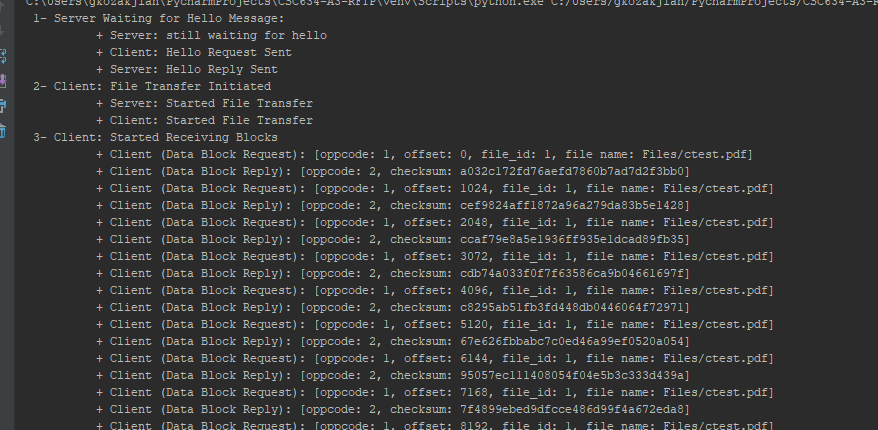 C:\Users\gkozakjian\PycharmProjects\CSC634-A3-RFTP\venv\Scripts\python.exe C:/Users/gkozakjian/PycharmProjects/CSC634-A3-R
1- Server Waiting for Hello Message:
+ Server: still waiting for hello
+ Client: Hello Request Sent
+ Server: Hello Reply Sent
2- Client: File Transfer Initiated
+ Server: Started File Transfer
+ Client: Started File Transfer
3- Client: Started Receiving Blocks
+ Client (Data Block Request): [oppcode: 1, offset: 0, file_id: 1, file name: Files/ctest.pdf]
+ Client (Data Block Reply): [oppcode: 2, checksum: a032c172fd76aefd7860b7ad7d2f3bb0]
+ Client (Data Block Request): [oppcode: 1, offset: 1024, file_id: 1, file name: Files/ctest.pdf]
+ Client (Data Block Reply): [oppcode: 2, checksum: cef9824aff1872a96a279da83b5e1428]
+ Client (Data Block Request): [oppcode: 1, offset: 2048, file_id: 1, file name: Files/ctest.pdf]
+ Client (Data Block Reply): [oppcode: 2, checksum: ccaf79e8a5e1936ff935e1dcad89fb35]
+ Client (Data Block Request): [oppcode: 1, offset: 3072, file_id: 1, file name: Files/ctest.pdf]
+ Client (Data Block Reply): [oppcode: 2, checksum: cdb74a033f0f7f63586ca9b04661697f]
+ Client (Data Block Request): [oppcode: 1, offset: 4096, file_id: 1, file name: Files/ctest.pdf]
+ Client (Data Block Reply): [oppcode: 2, checksum: c8295ab51fb3fd448db0446064f72971]
+ Client (Data Block Request): [oppcode: 1, offset: 5120, file_id: 1, file name: Files/ctest.pdf]
+ Client (Data Block Reply): [oppcode: 2, checksum: 67e626fbbabc7c0ed46a99ef0520a054]
+ Client (Data Block Request): [oppcode: 1, offset: 6144, file_id: 1, file name: Files/ctest.pdf]
+ Client (Data Block Reply): [oppcode: 2, checksum: 95057ec111408054f04e5b3c333d439a]
+ Client (Data Block Request): [oppcode: 1, offset: 7168, file_id: 1, file name: Files/ctest.pdf]
+ Client (Data Block Reply): [oppcode: 2, checksum: 7f4899ebed9dfcce486d99f4a672eda8]
+ Client (Data Block Request): [oppcode: 1, offset: 8192, file_id: 1, file name: Files/ctest.pdf]